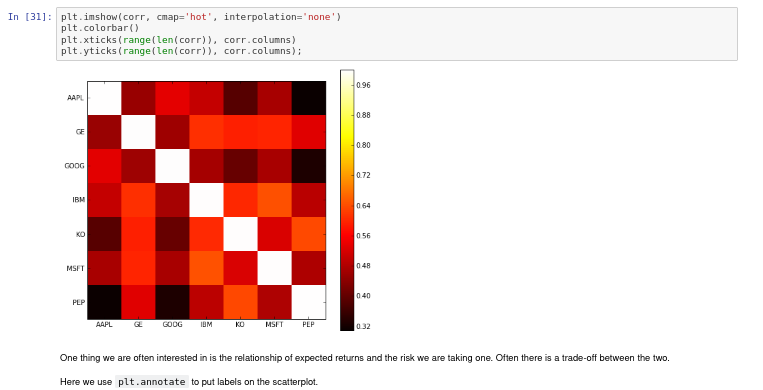 In [31]: plt.imshow(corr, cmap='hot', interpolation='none')
plt.colorbar()
plt.xticks(range(len(corr)), corr.columns)
plt.yticks(range(len(corr)), corr.columns);
AAPL
GE
GOOG
IBM
KO
MSFT
PEP
AAPL GE GOOG IBM KO MSFT PEP
0.96
0.88
0.80
0.72
0.64
0.56
0.48
0.40
0.32
One thing we are often interested in is the relationship of expected returns and the risk we are taking one. Often there is a trade-off between the two.
Here we use plt.annotate to put labels on the scatterplot.